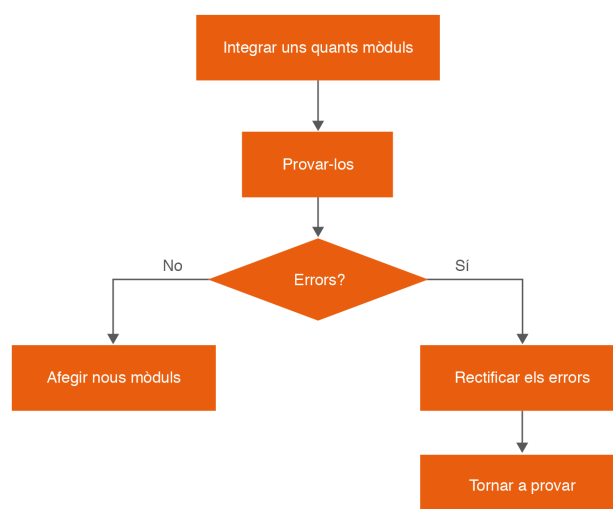 Integrar uns quants mòduls
Provar-los
Errors?
No
Sí
Afegir nous mòduls
Rectificar els errors
Tornar a provar